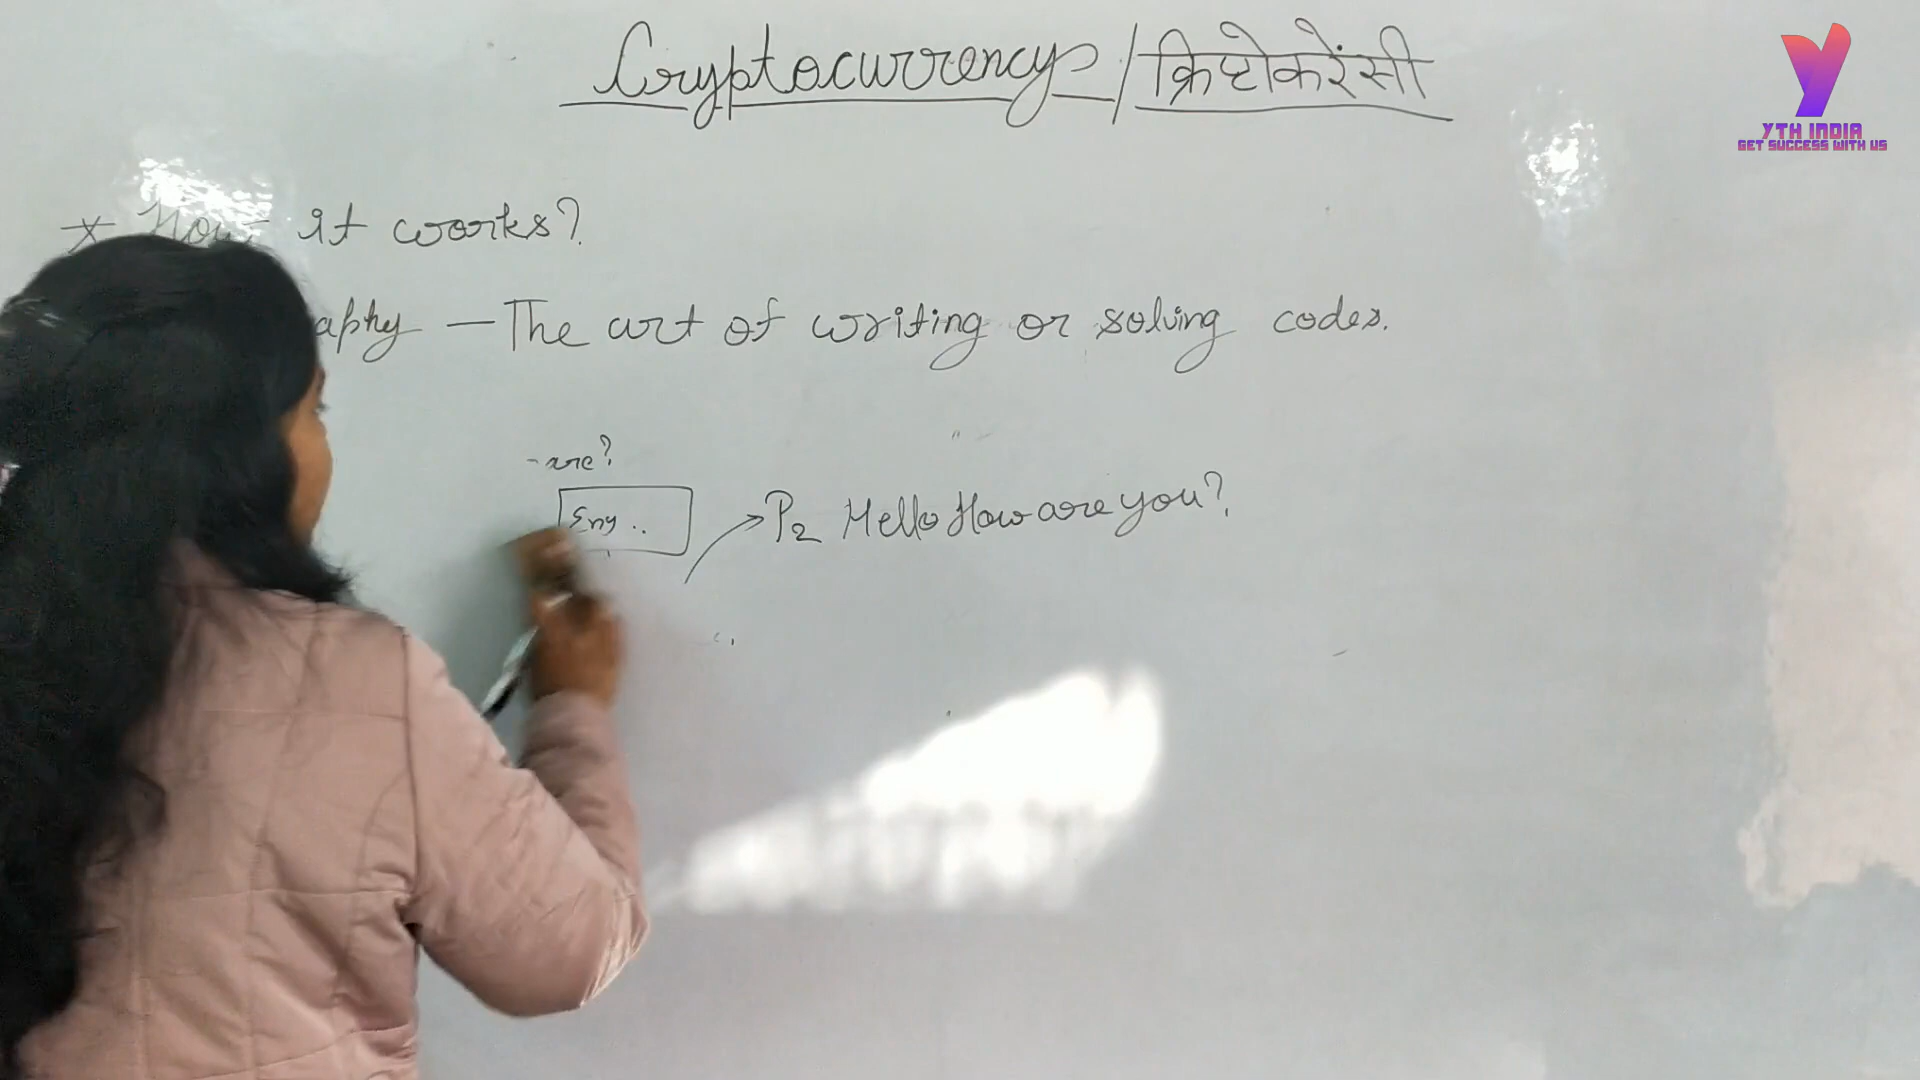 Cryptocurrency / क्रिप्टोकरेंसी
YTH INDIA
GET SUCCESS WITH US
* How it works?
aphy — The art of writing or solving codes.
-are?
Eny .. P2 Hello How are you?